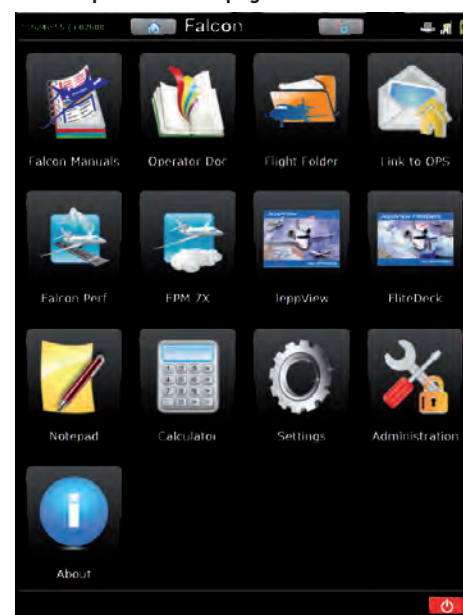 Falcon
Falcon Manuals
Operator Doc
Flight Folder
Link to OPS
Falcon Perf
FPM 7X
JeppView
FliteDeck
Notepad
Calculator
Settings
Administration
About